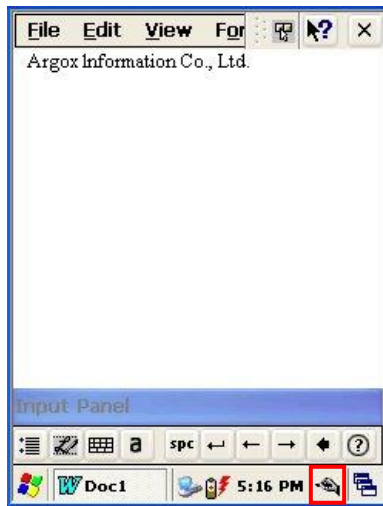 File Edit View For
Argox Information Co., Ltd.
Input Panel
a spc
Doc1 5:16 PM